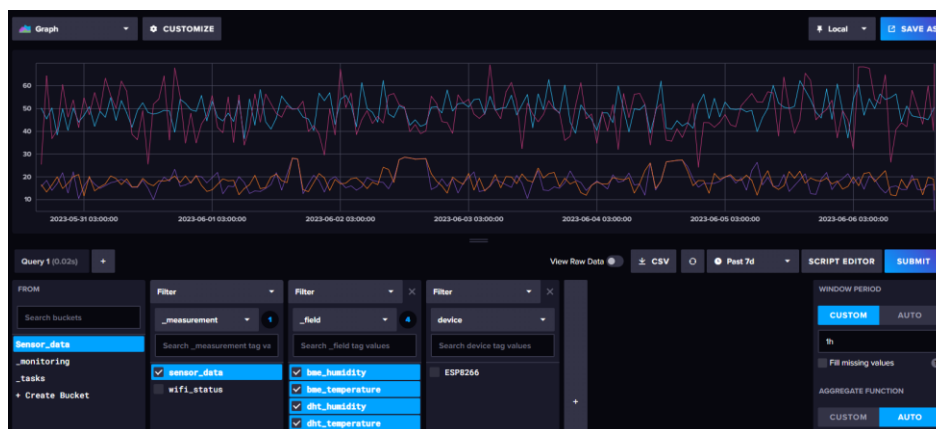 Graph
CUSTOMIZE
Local
SAVE AS
60
50
40
30
20
10
2023-05-31 03:00:00
2023-06-01 03:00:00
2023-06-02 03:00:00
2023-06-03 03:00:00
2023-06-04 03:00:00
2023-06-05 03:00:00
2023-06-06 03:00:00
Query 1 (0.02s)
+
View Raw Data
CSV
Past 7d
SCRIPT EDITOR
SUBMIT
FROM
Search buckets
Sensor_data
_monitoring
_tasks
+ Create Bucket
Filter
_measurement
1
Search _measurement tag va
sensor_data
wifi_status
Filter
_field
4
Search _field tag values
bme_humidity
bme_temperature
dht_humidity
dht_temperature
Filter
device
Search device tag values
ESP8266
+
WINDOW PERIOD
CUSTOM
AUTO
1h
Fill missing values
AGGREGATE FUNCTION
CUSTOM
AUTO